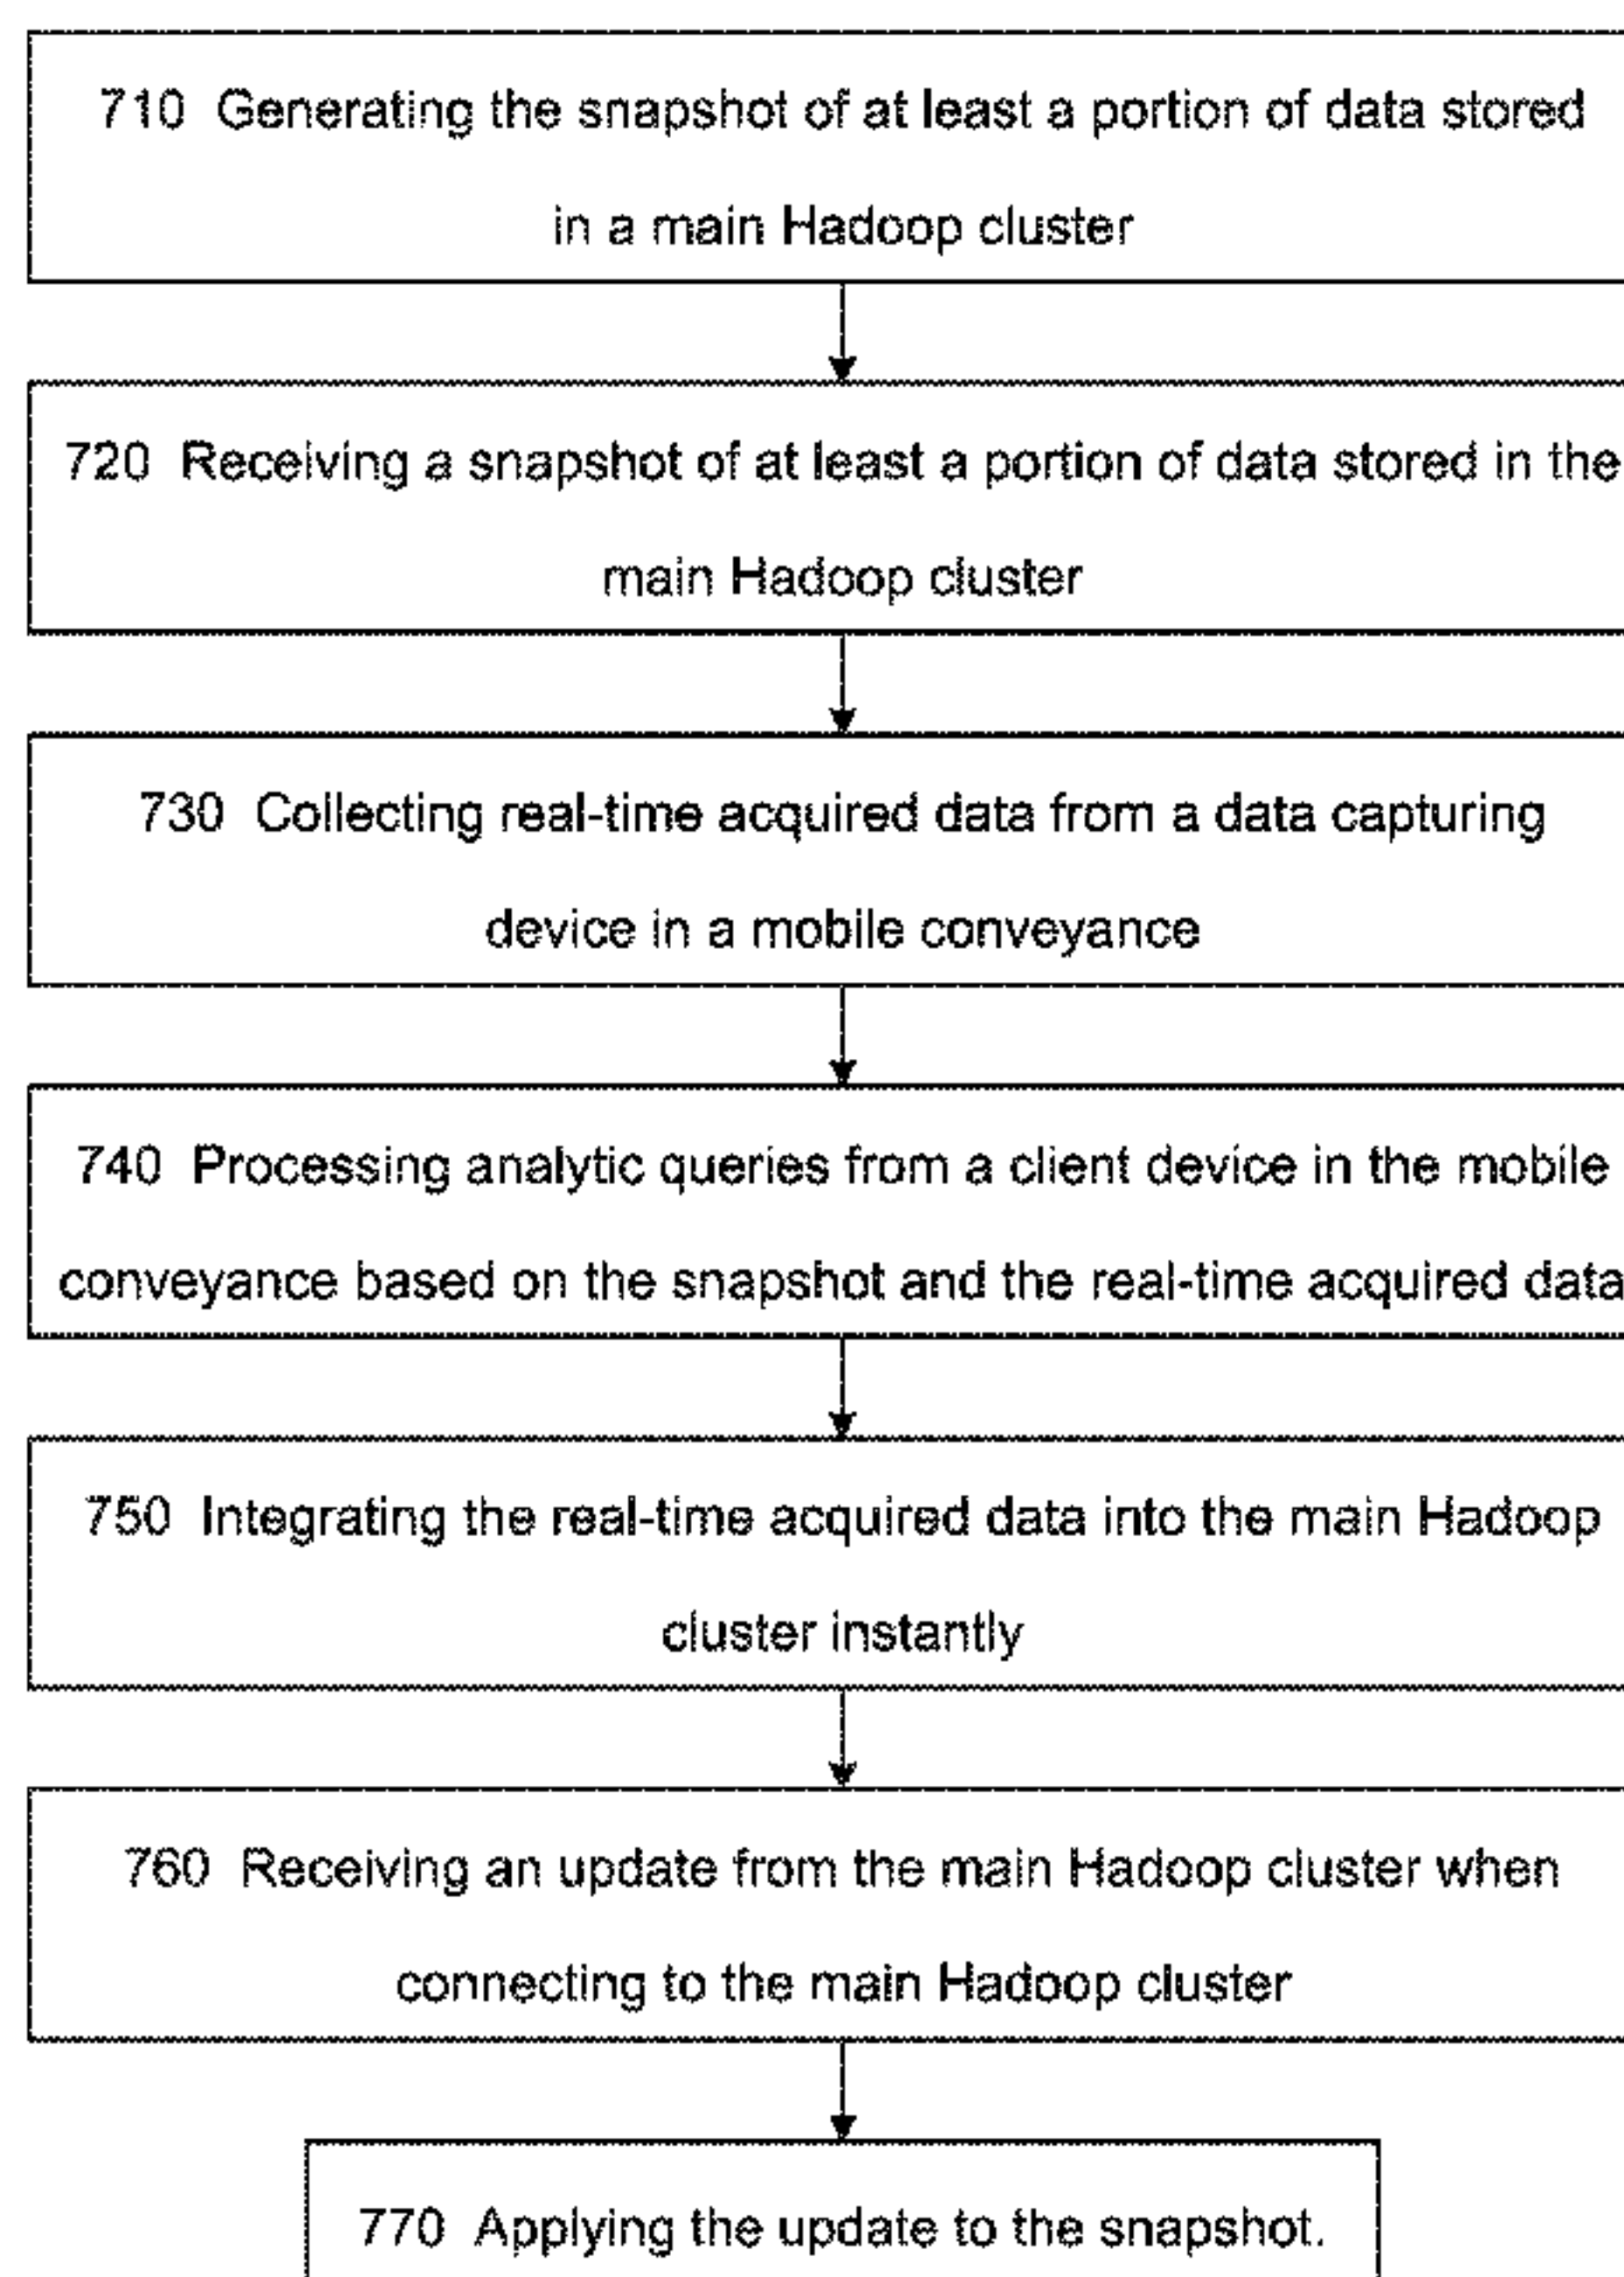 710 Generating the snapshot of at least a portion of data stored
in a main Hadoop cluster
720 Receiving a snapshot of at least a portion of data stored in the
main Hadoop cluster
730 Collecting real-time acquired data from a data capturing
device in a mobile conveyance
740 Processing analytic queries from a client device in the mobile
conveyance based on the snapshot and the real-time acquired data
750 Integrating the real-time acquired data into the main Hadoop
cluster instantly
760 Receiving an update from the main Hadoop cluster when
connecting to the main Hadoop cluster
770 Applying the update to the snapshot.